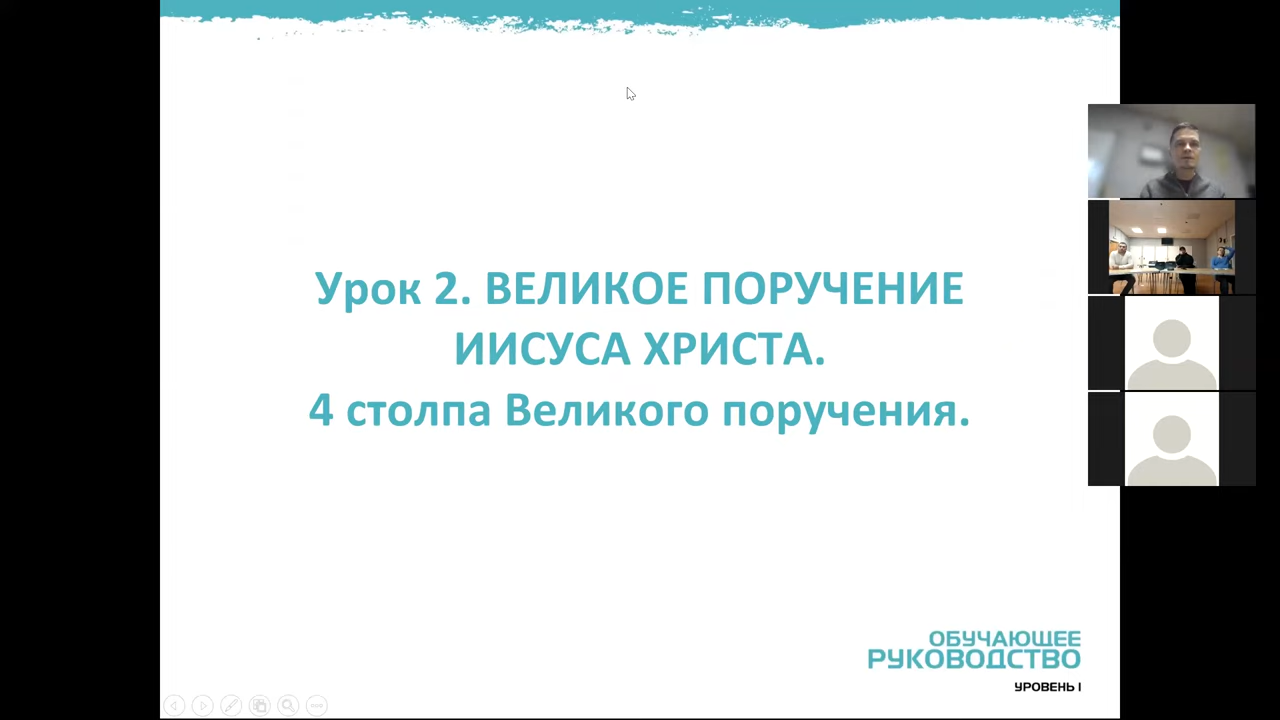 Урок 2. ВЕЛИКОЕ ПОРУЧЕНИЕ
ИИСУСА ХРИСТА.
4 столпа Великого поручения.
ОБУЧАЮЩЕЕ
РУКОВОДСТВО
УРОВЕНЬ I